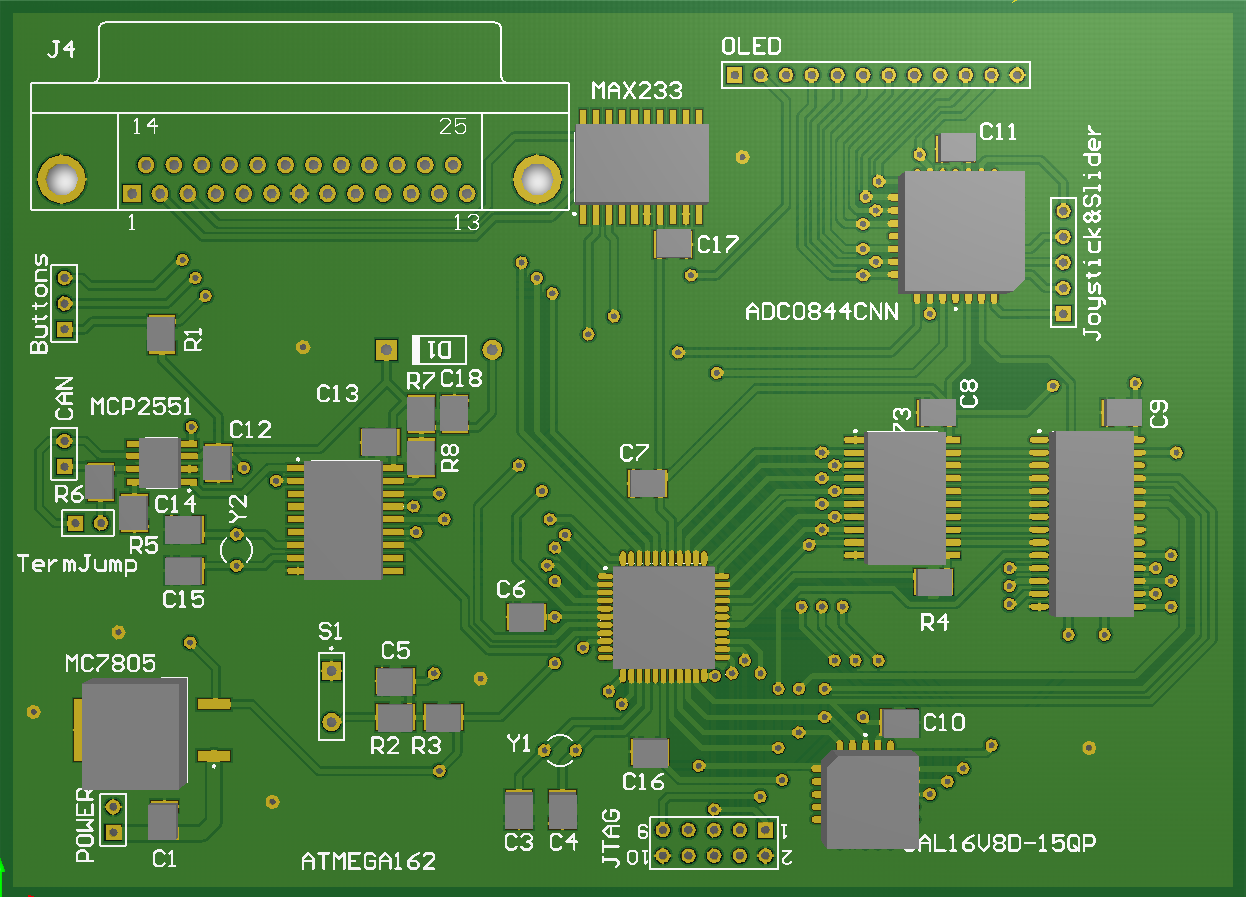 J4
OLED
MAX233
14
25
1
13
C11
Joystick&Slider
C17
ADC0844CNN
Buttons
R1
D1
CAN
MCP2551
C13
R7
C18
C8
C9
C12
R8
C7
R6
C14
Y2
R5
TermJump
C15
C6
R4
S1
C5
MC7805
R2
R3
Y1
C10
C16
POWER
C1
C3
C4
JTAG
9
1
10
2
ATMEGA162
AL16V8D-15QP